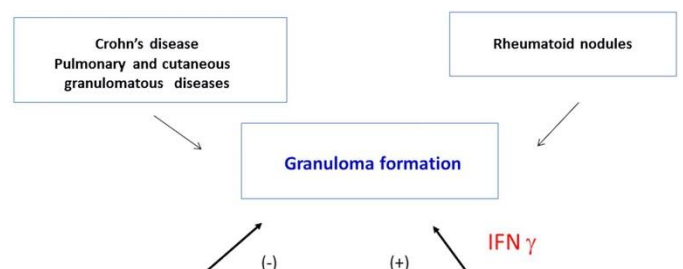 Crohn's disease
Pulmonary and cutaneous
granulomatous diseases
Rheumatoid nodules
Granuloma formation
IFN γ
(-)
(+)